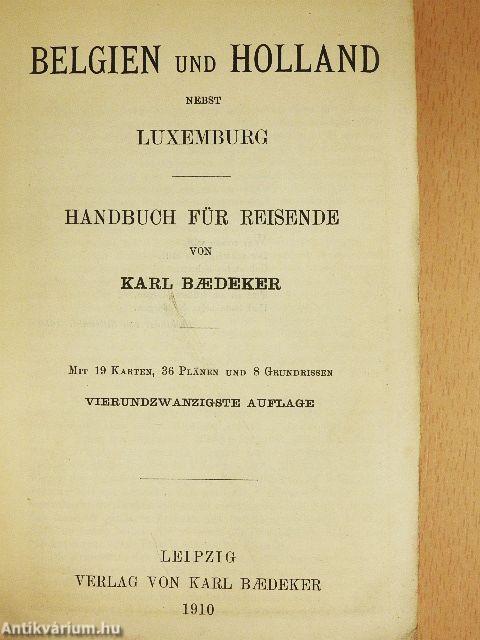 BELGIEN UND HOLLAND
NEBST
LUXEMBURG
HANDBUCH FÜR REISENDE
VON
KARL BÆDEKER
MIT 19 KARTEN, 36 PLÄNEN UND 8 GRUNDRISSEN
VIERUNDZWANZIGSTE AUFLAGE
LEIPZIG
VERLAG VON KARL BÆDEKER
1910
Antikvárium.hu